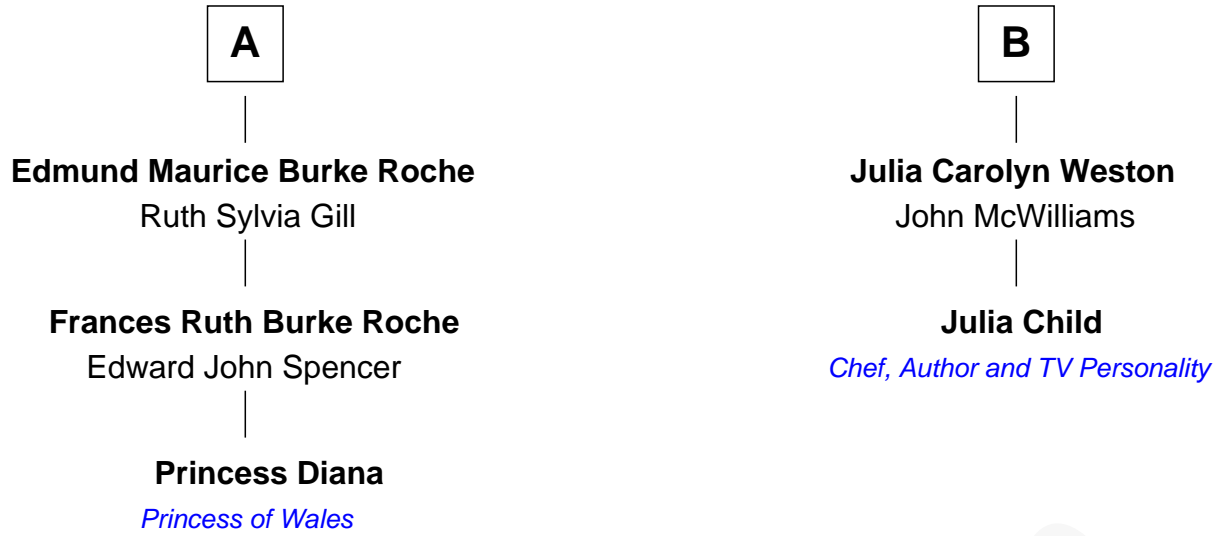 A
Edmund Maurice Burke Roche
Ruth Sylvia Gill
Frances Ruth Burke Roche
Edward John Spencer
Princess Diana
Princess of Wales
B
Julia Carolyn Weston
John McWilliams
Julia Child
Chef, Author and TV Personality